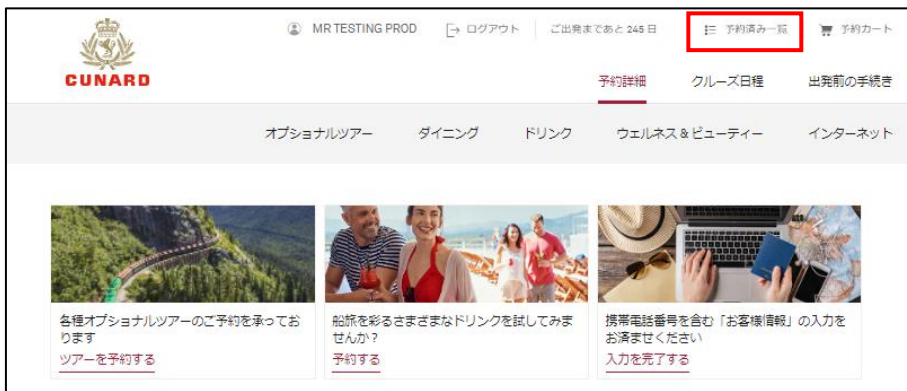 MR TESTING PROD ログアウト ご出発まであと 245 日 予約済み一覧 予約カート
CUNARD
予約詳細 クルーズ日程 出発前の手続き
オプショナルツアー ダイニング ドリンク ウェルネス＆ビューティー インターネット
各種オプショナルツアーのご予約を承ってお
ります
ツアーを予約する
船旅を彩るさまざまなドリンクを試してみま
せんか？
予約する
携帯電話番号を含む「お客様情報」の入力を
お済ませください
入力を完了する